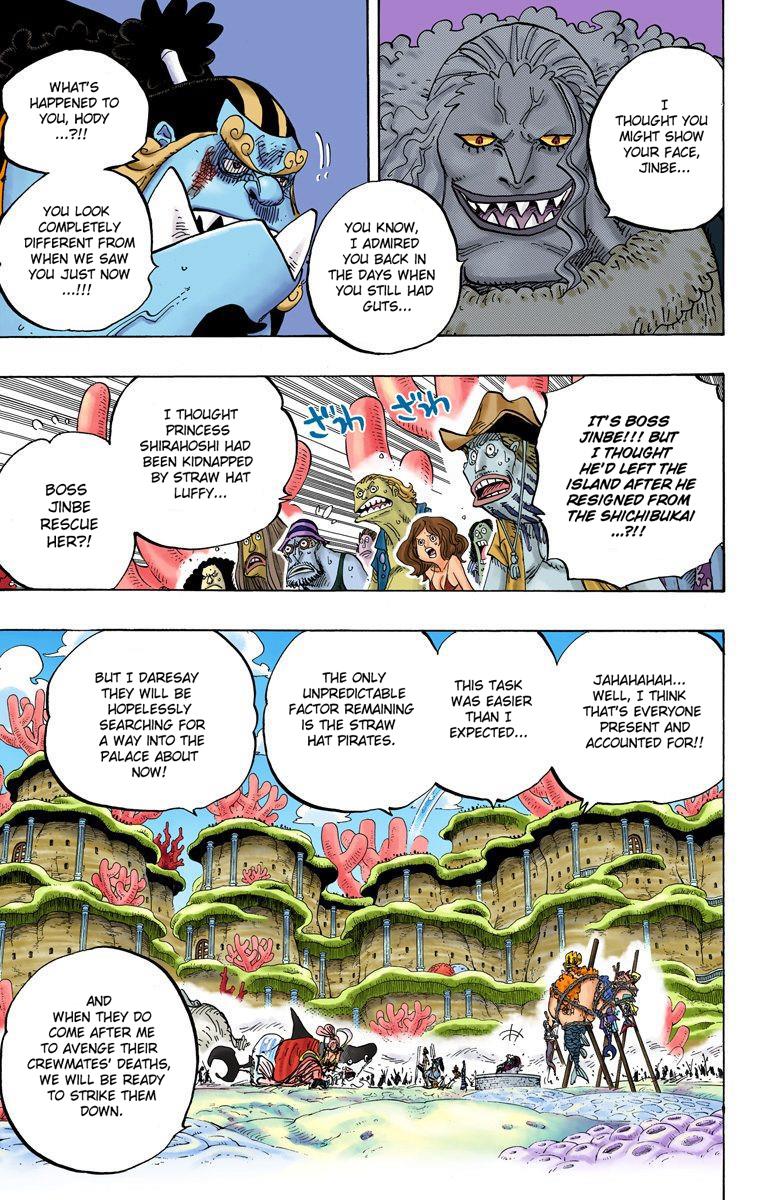 I
THOUGHT YOU
MIGHT SHOW
YOUR FACE,
JINBE...
YOU KNOW,
I ADMIRED
YOU BACK
IN THE
DAYS WHEN
YOU STILL HAD
GUTS...
WHAT'S
HAPPENED TO
YOU, HODY
...?!!
YOU LOOK
COMPLETELY
DIFFERENT FROM
WHEN WE SAW
YOU JUST NOW
...!!!
IT'S BOSS
JINBE!!! BUT
I THOUGHT
HE'D LEFT THE
ISLAND AFTER HE
RESIGNED FROM
THE SHICHIBUKAI
...?!!
ざわ
ざわ
I THOUGHT
PRINCESS
SHIRAHOSHI HAD
BEEN KIDNAPPED
BY STRAW HAT
LUFFY...
BOSS
JINBE
RESCUE
HER?!
JAHAHAHAH...
WELL, I THINK
THAT'S EVERYONE
PRESENT AND
ACCOUNTED FOR!!
THIS TASK
WAS EASIER
THAN I
EXPECTED...
THE ONLY
UNPREDICTABLE
FACTOR REMAINING
IS THE STRAW
HAT PIRATES.
BUT I DARESAY
THEY WILL BE
HOPELESSLY
SEARCHING FOR
A WAY INTO THE
PALACE ABOUT
NOW!
AND
WHEN THEY DO
COME AFTER ME
TO AVENGE THEIR
CREWMATES' DEATHS,
WE WILL BE READY
TO STRIKE THEM
DOWN.